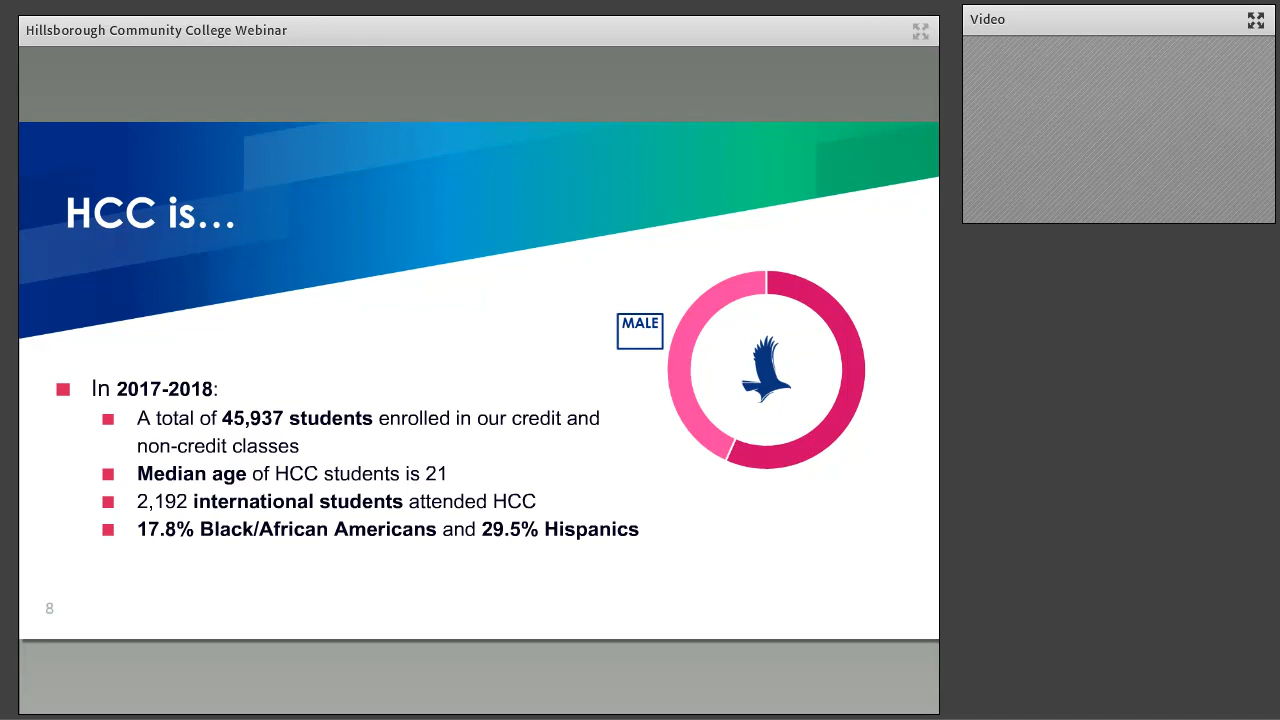 Hillsborough Community College Webinar
Video
HCC is...
MALE
In 2017-2018:
A total of 45,937 students enrolled in our credit and
non-credit classes
Median age of HCC students is 21
2,192 international students attended HCC
17.8% Black/African Americans and 29.5% Hispanics
8